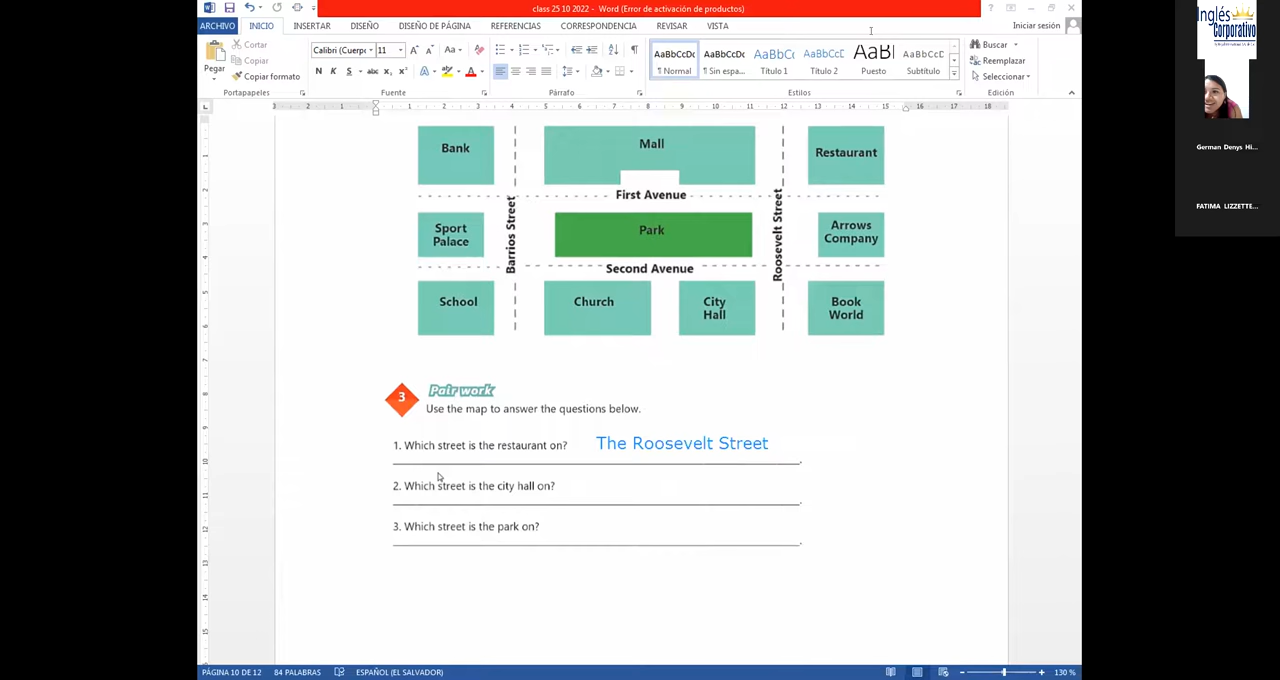 class 25 10 2022 - Word (Error de activación de productos)
ARCHIVO INICIO INSERTAR DISEÑO DISEÑO DE PÁGINA REFERENCIAS CORRESPONDENCIA REVISAR VISTA
Iniciar sesión
Pegar
Cortar
Copiar
Copiar formato
Calibri (Cuerpo 11
N K S abc x₂ x²
AaBbCcDc AaBbCcDc AaBbCc AaBbCcD AaBl AaBbCcC
¶ Normal ¶ Sin espa... Título 1 Título 2 Puesto Subtítulo
Buscar
Reemplazar
Seleccionar
Portapapeles Fuente Párrafo Estilos Edición
Bank
Mall
Restaurant
First Avenue
Barrios Street
Roosevelt Street
Sport
Palace
Park
Arrows
Company
Second Avenue
School
Church
City
Hall
Book
World
3
Pair work
Use the map to answer the questions below.
1. Which street is the restaurant on? The Roosevelt Street
2. Which street is the city hall on?
3. Which street is the park on?
PÁGINA 10 DE 12 84 PALABRAS ESPAÑOL (EL SALVADOR) 130 %
Inglés
Corporativo
German Denys Hi...
FATIMA LIZZETTE...